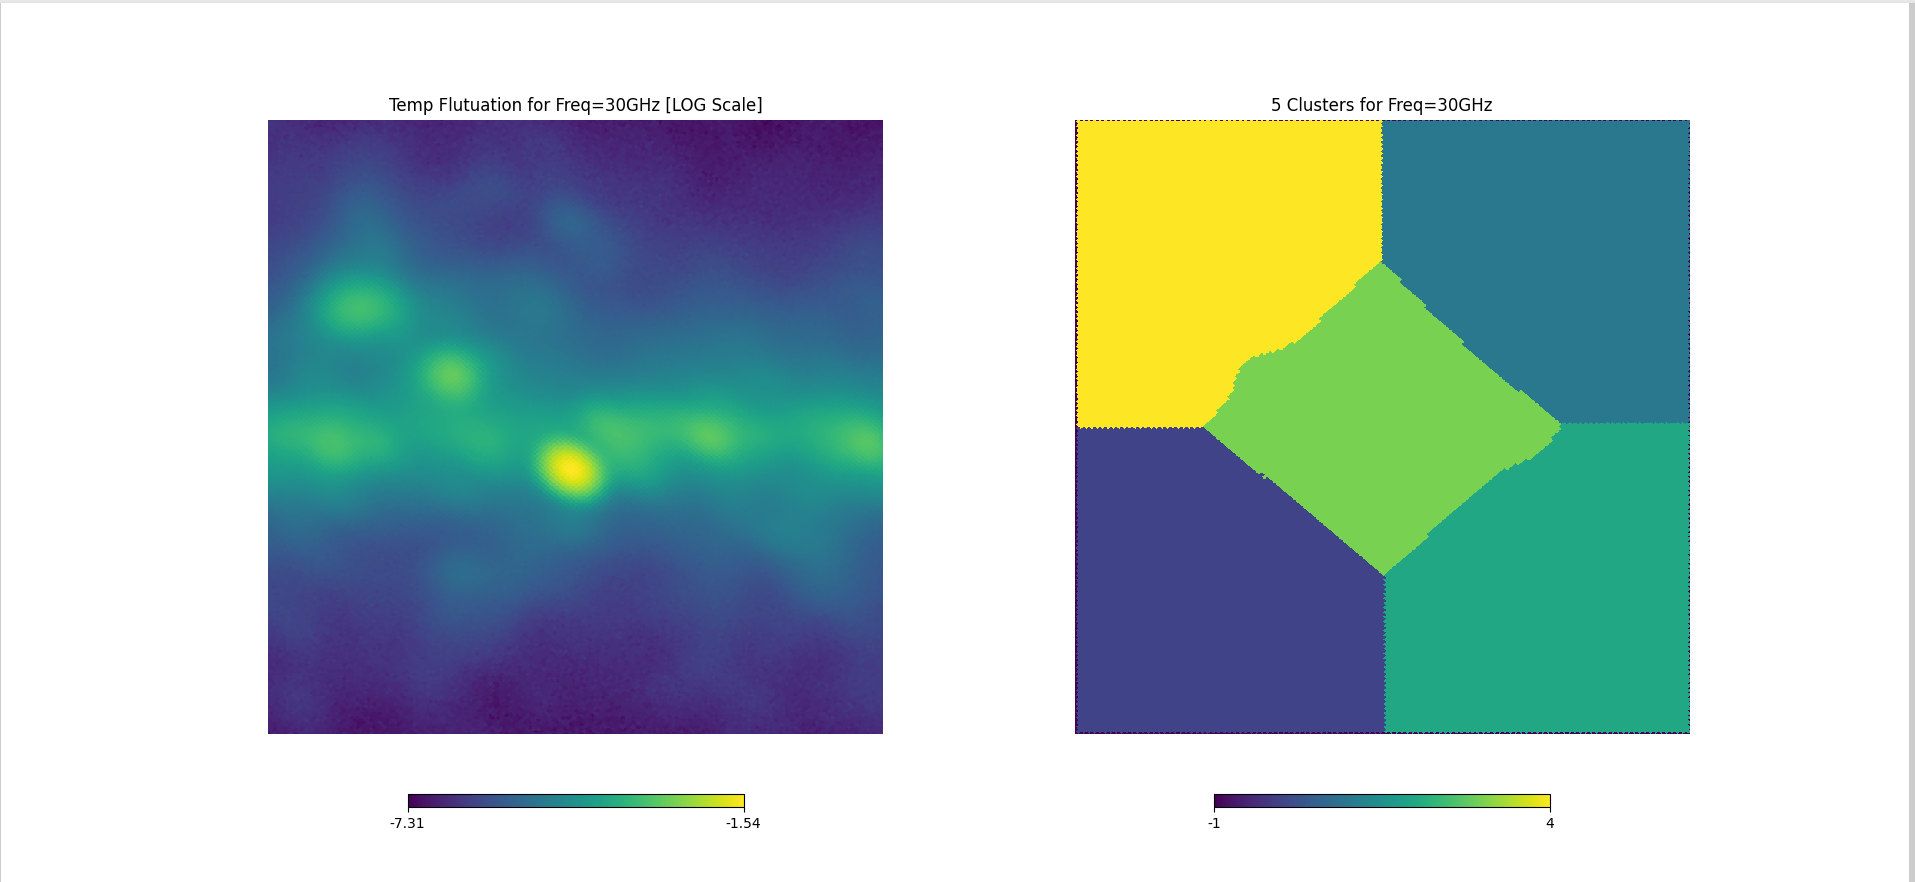 Temp Flutuation for Freq=30GHz [LOG Scale]
5 Clusters for Freq=30GHz
-7.31
-1.54
-1
4